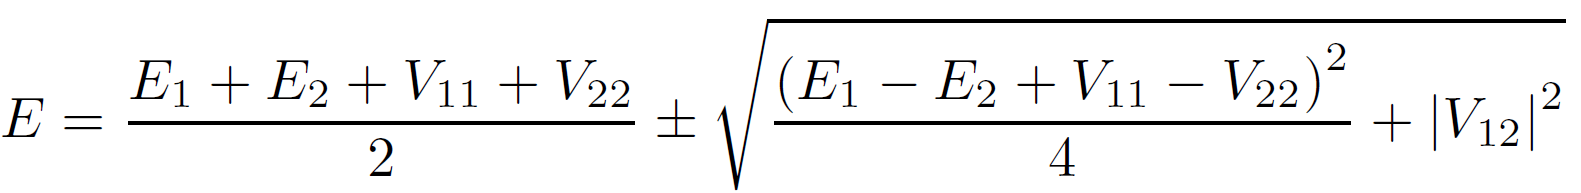 E = \frac{E_1 + E_2 + V_{11} + V_{22}}{2} \pm \sqrt{\frac{(E_1 - E_2 + V_{11} - V_{22})^2}{4} + |V_{12}|^2}